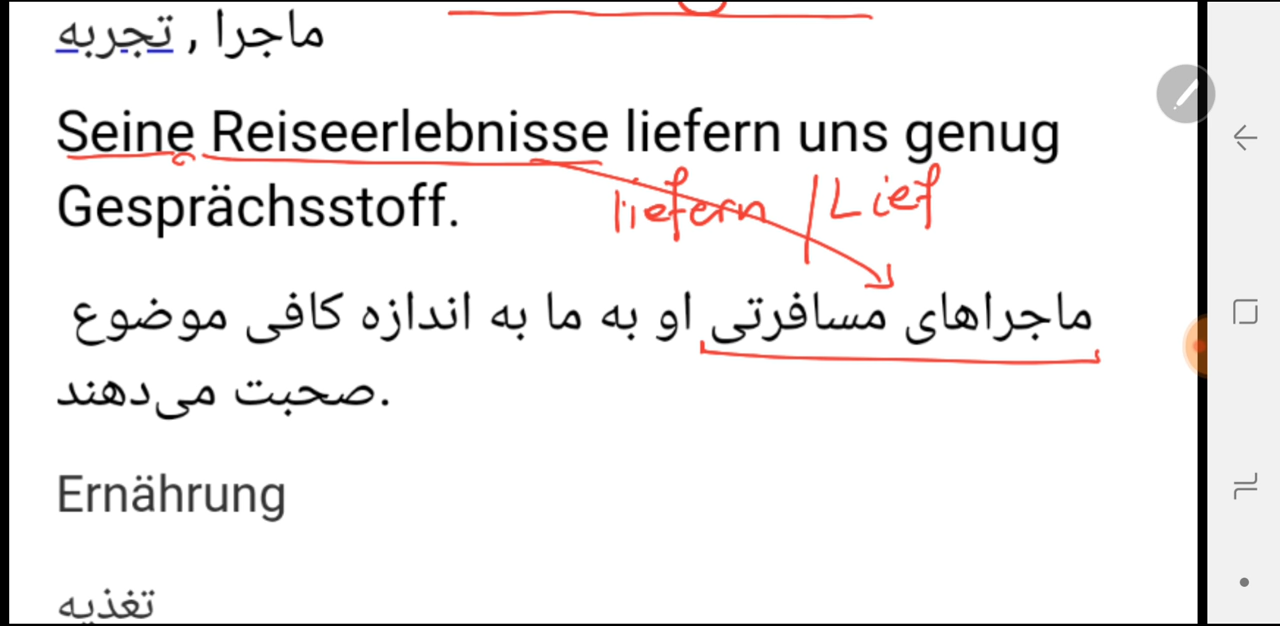 ماجرا , تجربه
Seine Reiseerlebnisse liefern uns genug
Gesprächsstoff.
liefern / Lief
ماجراهای مسافرتی او به ما به اندازه کافی موضوع
صحبت می‌دهند.
Ernährung
تغذیه